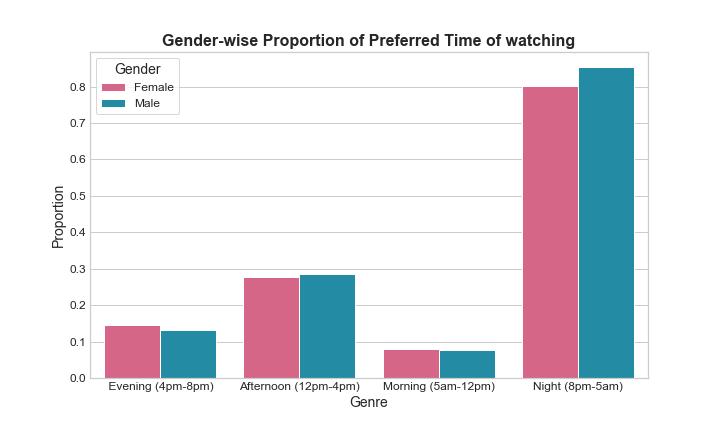 Gender-wise Proportion of Preferred Time of watching
Gender
Female
Male
Proportion
0.8
0.7
0.6
0.5
0.4
0.3
0.2
0.1
0.0
Evening (4pm-8pm) Afternoon (12pm-4pm) Morning (5am-12pm) Night (8pm-5am)
Genre